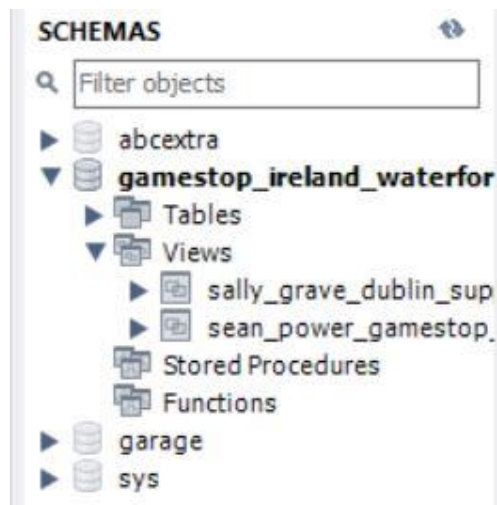 SCHEMAS
Filter objects
abcextra
gamestop_ireland_waterfor
Tables
Views
sally_grave_dublin_sup
sean_power_gamestop_
Stored Procedures
Functions
garage
sys